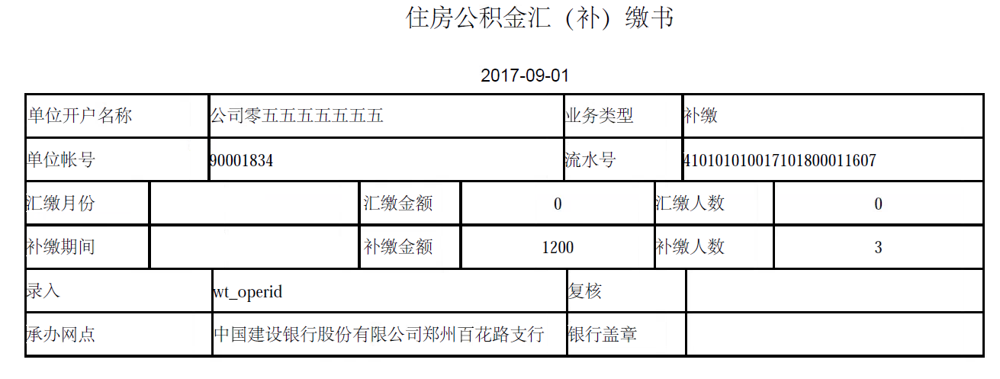 住房公积金汇（补）缴书
2017-09-01
单位开户名称 公司零五五五五五五五 业务类型 补缴
单位帐号 90001834 流水号 410101010017101800011607
汇缴月份 汇缴金额 0 汇缴人数 0
补缴期间 补缴金额 1200 补缴人数 3
录入 wt_operid 复核
承办网点 中国建设银行股份有限公司郑州百花路支行 银行盖章